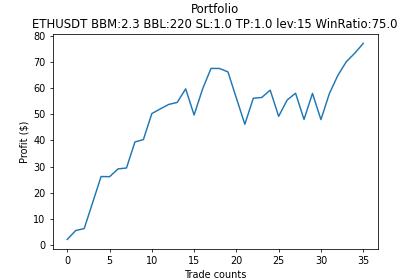 Portfolio
ETHUSDT BBM:2.3 BBL:220 SL:1.0 TP:1.0 lev:15 WinRatio:75.0
80
70
60
50
40
30
20
10
0
Profit ($)
0 5 10 15 20 25 30 35
Trade counts